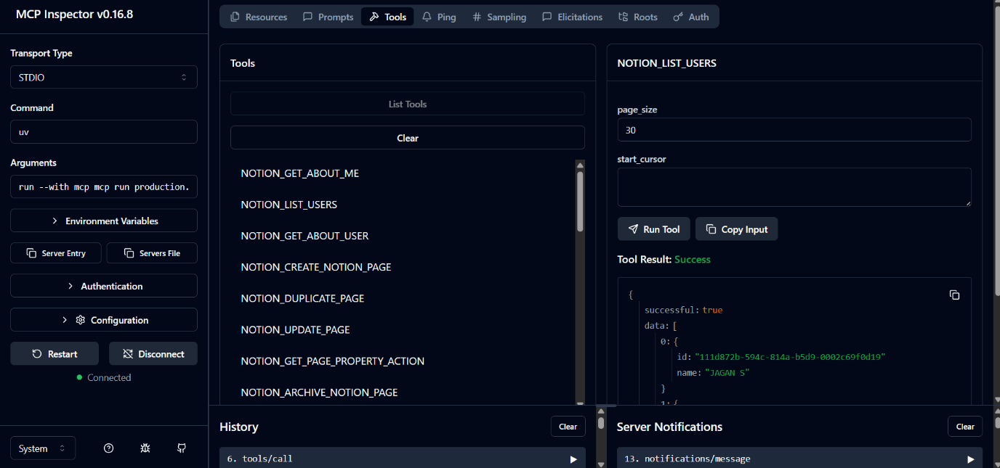 MCP Inspector v0.16.8
Transport Type
STDIO
Command
uv
Arguments
run --with mcp mcp run production.
Environment Variables
Server Entry
Servers File
Authentication
Configuration
Restart
Disconnect
Connected
System
Resources
Prompts
Tools
Ping
Sampling
Elicitations
Roots
Auth
Tools
List Tools
Clear
NOTION_GET_ABOUT_ME
NOTION_LIST_USERS
NOTION_GET_ABOUT_USER
NOTION_CREATE_NOTION_PAGE
NOTION_DUPLICATE_PAGE
NOTION_UPDATE_PAGE
NOTION_GET_PAGE_PROPERTY_ACTION
NOTION_ARCHIVE_NOTION_PAGE
NOTION_LIST_USERS
page_size
30
start_cursor
Run Tool
Copy Input
Tool Result: Success
{
successful: true
data: [
0: {
id: "111d872b-594c-814a-b5d9-0002c69f0d19"
name: "JAGAN S"
}
1: {
History
Clear
6. tools/call
Server Notifications
Clear
13. notifications/message